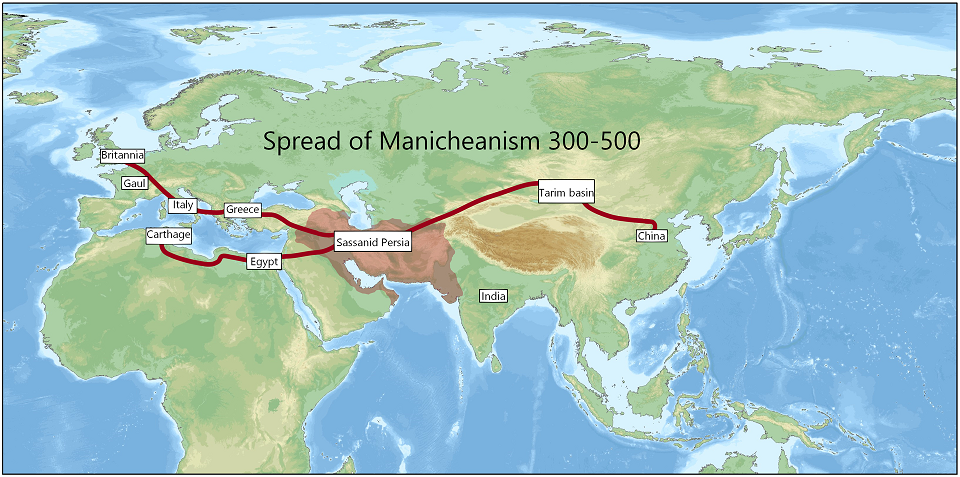 Spread of Manicheanism 300-500
Britannia
Gaul
Tarim basin
Italy
Greece
Carthage
Sassanid Persia
China
Egypt
India